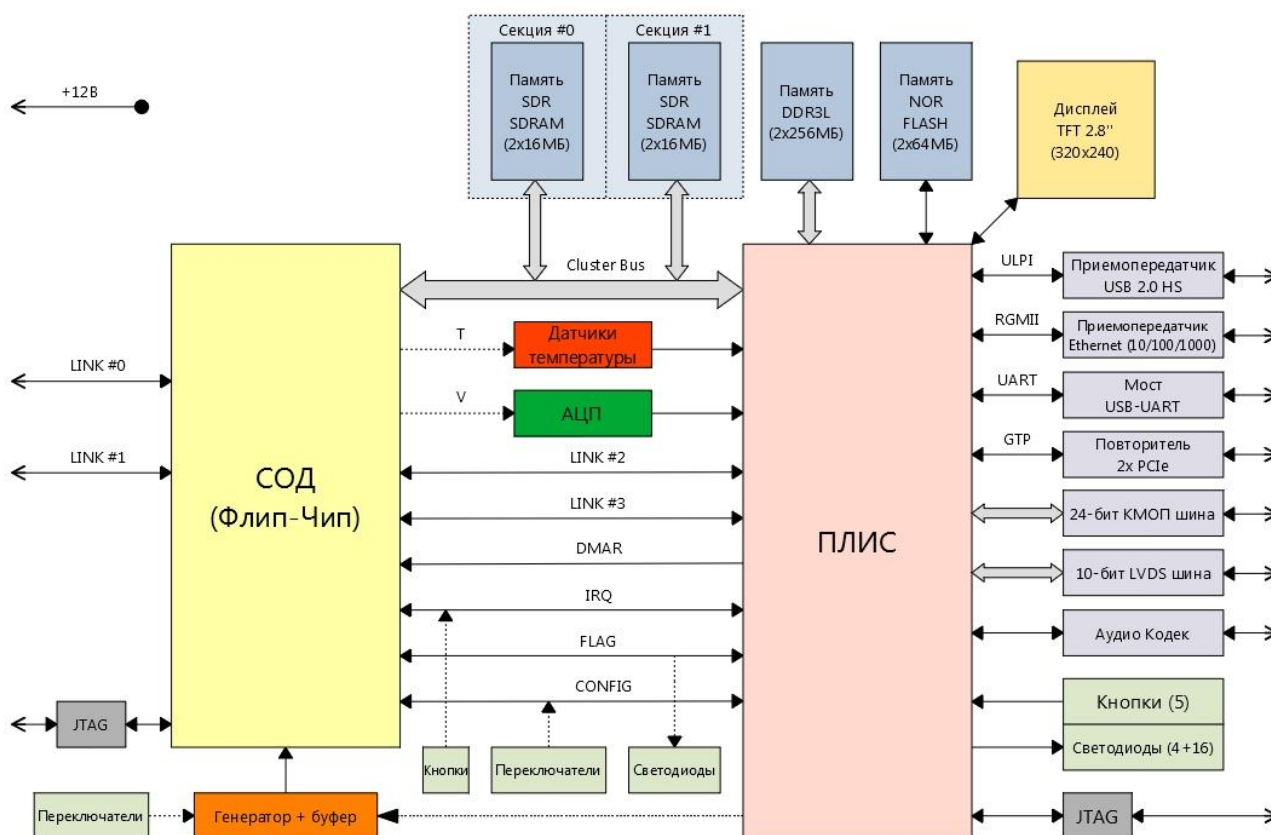 Секция #0
Секция #1
+12В
Память
SDR
SDRAM
(2x16МБ)
Память
SDR
SDRAM
(2x16МБ)
Память
DDR3L
(2x256МБ)
Память
NOR
FLASH
(2x64МБ)
Дисплей
TFT 2.8''
(320x240)
Cluster Bus
ULPI
Приемопередатчик
USB 2.0 HS
T
Датчики
температуры
RGMII
Приемопередатчик
Ethernet (10/100/1000)
LINK #0
V
АЦП
UART
Мост
USB-UART
LINK #1
СОД
(Флип-Чип)
LINK #2
GTP
Повторитель
2x PCIe
LINK #3
ПЛИС
24-бит КМОП шина
DMAR
10-бит LVDS шина
IRQ
FLAG
Аудио Кодек
CONFIG
Кнопки (5)
JTAG
Светодиоды (4+16)
Кнопки
Переключатели
Светодиоды
Переключатели
Генератор + буфер
JTAG